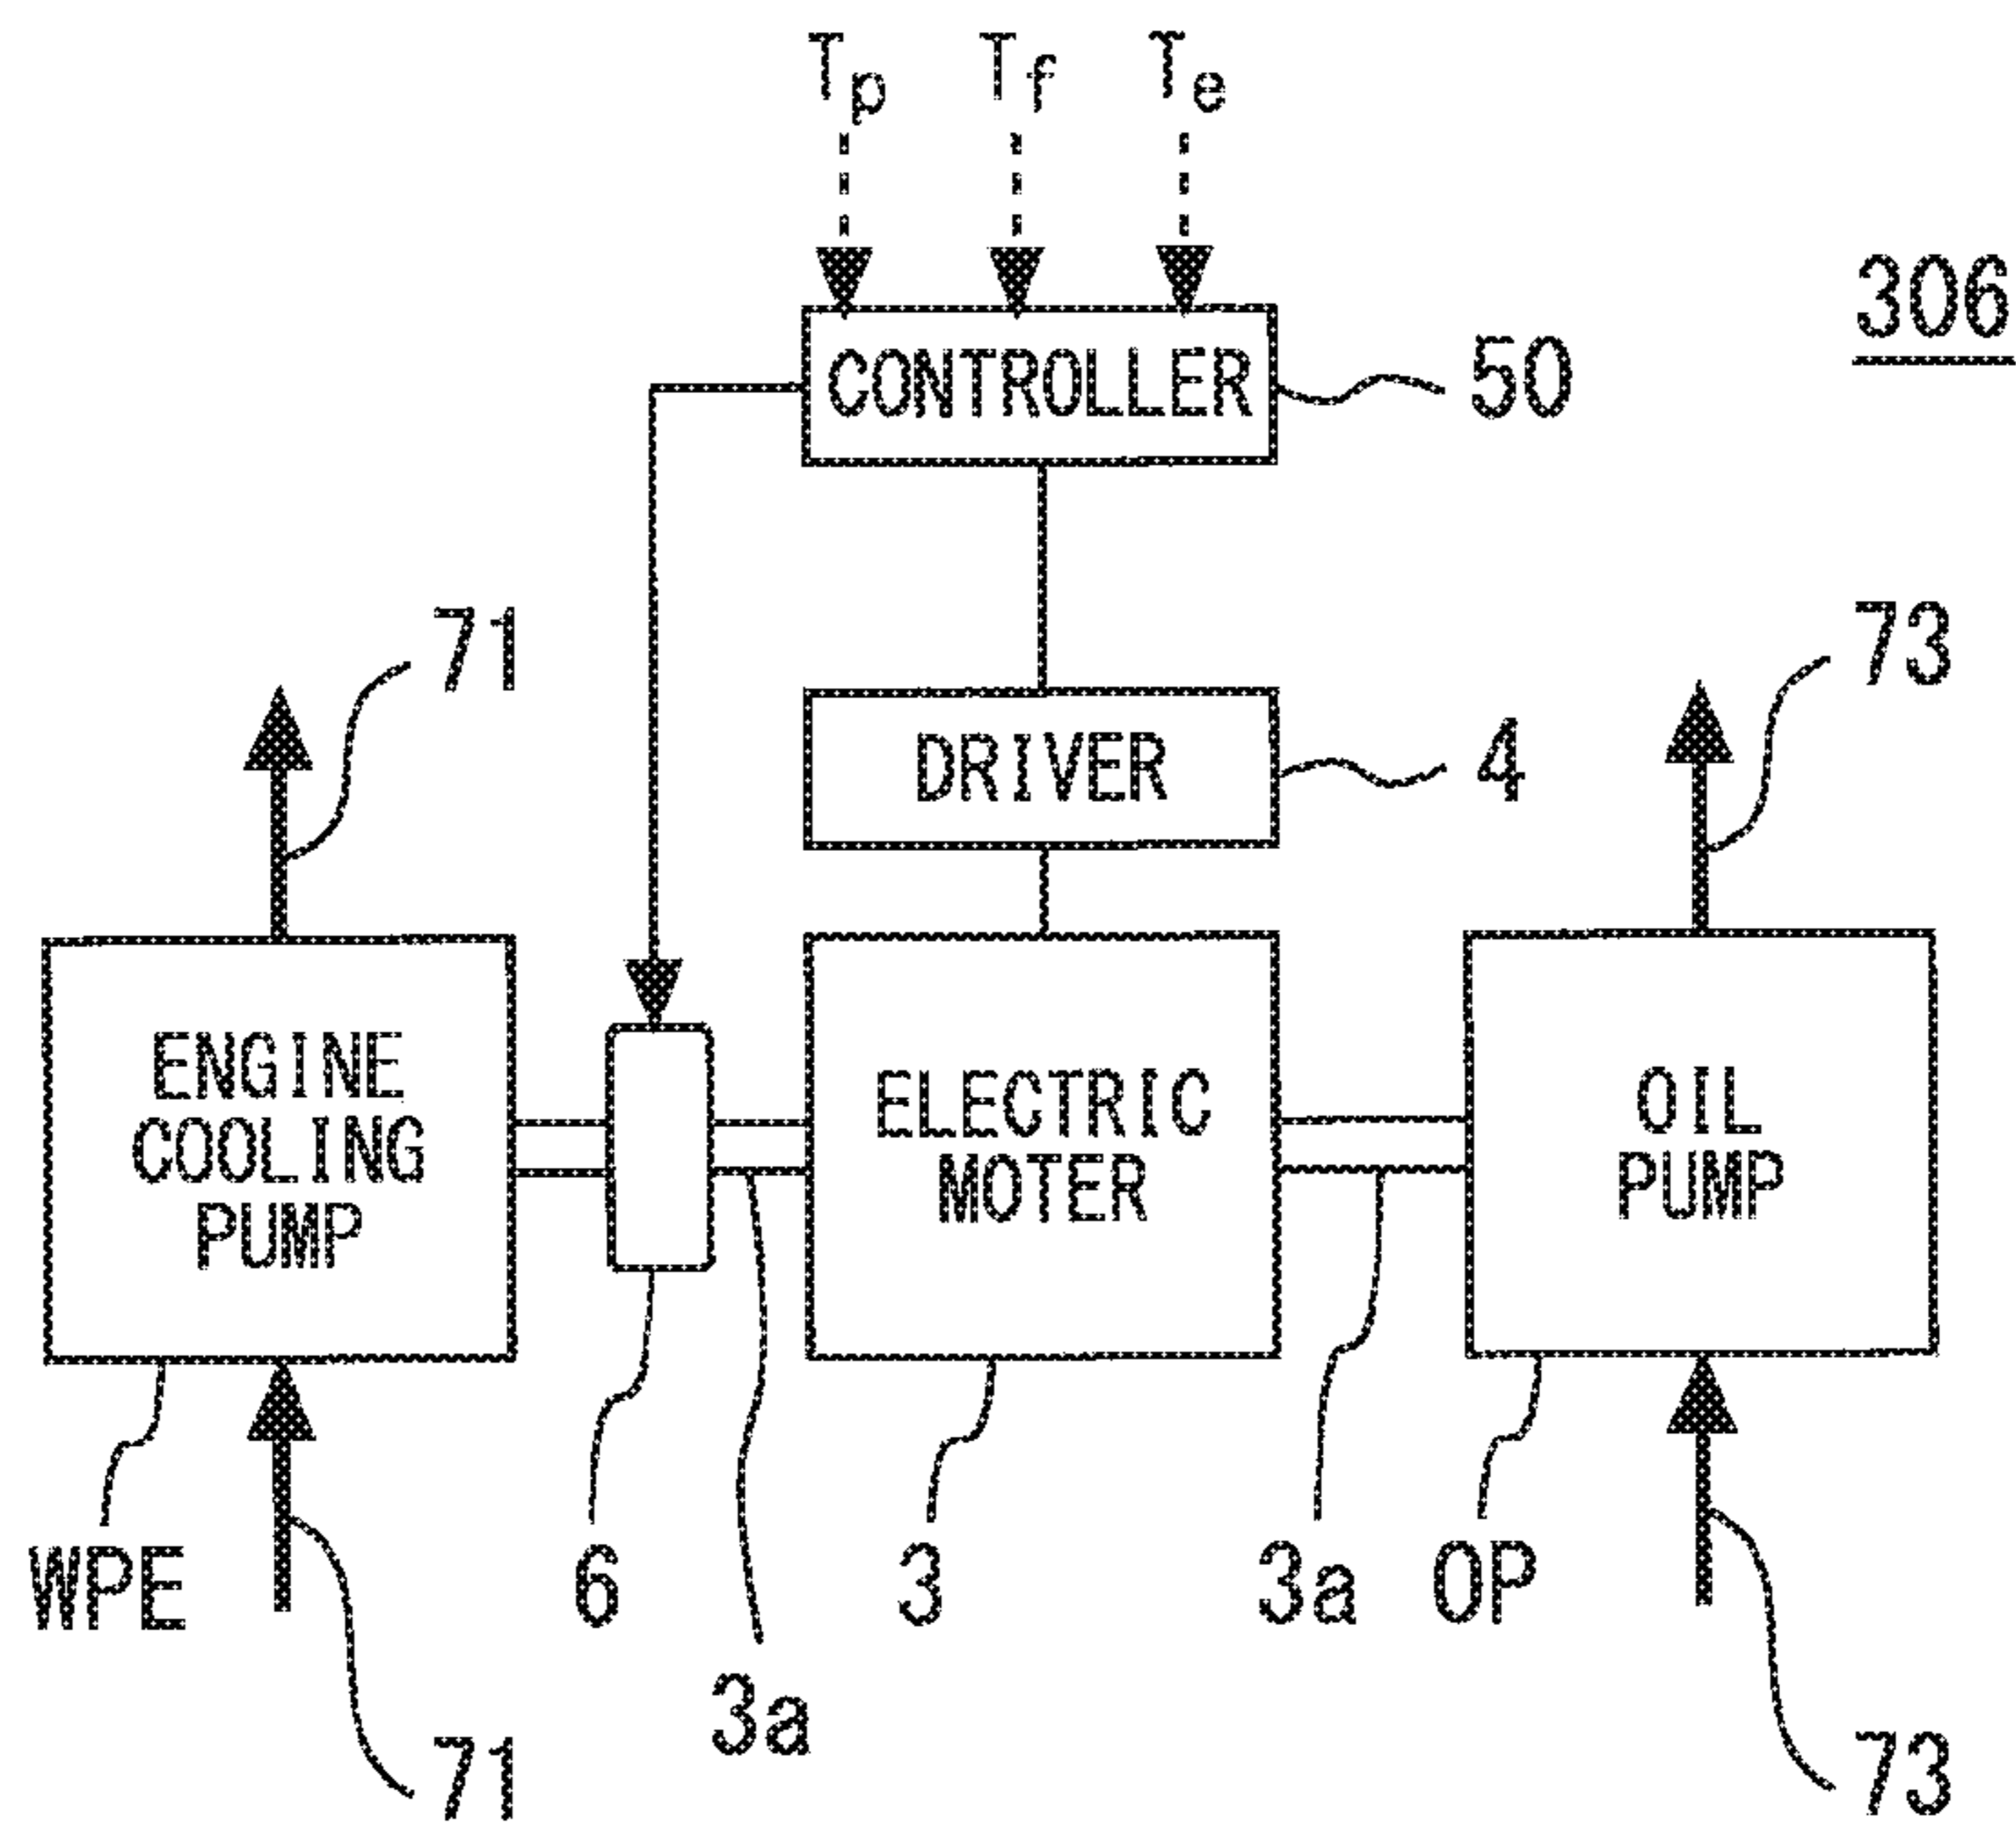 Tp Tf Te
306
CONTROLLER
50
71
73
DRIVER
4
ENGINE
COOLING
PUMP
ELECTRIC
MOTER
OIL
PUMP
WPE
6
3
3a
OP
3a
71
73